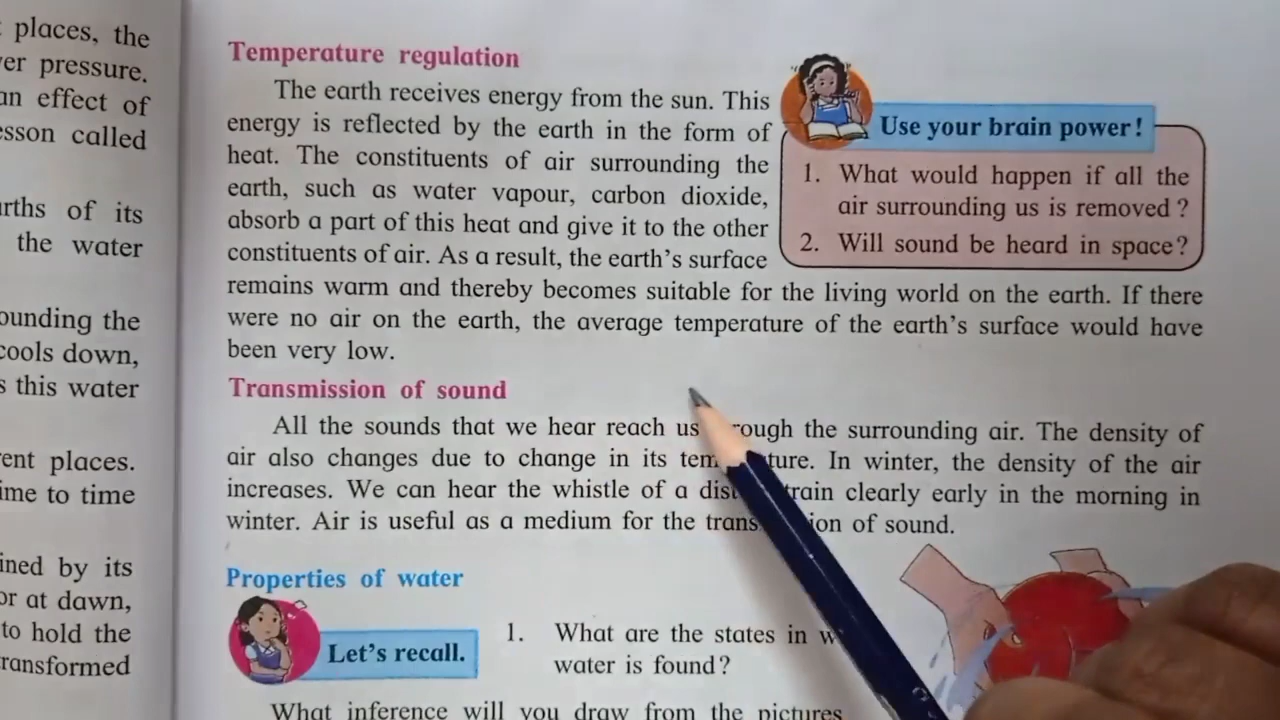 places, the
er pressure.
an effect of
esson called
rths of its
the water
ounding the
cools down,
s this water
ent places.
ime to time
ined by its
or at dawn,
to hold the
ransformed
Temperature regulation
The earth receives energy from the sun. This
energy is reflected by the earth in the form of
heat. The constituents of air surrounding the
earth, such as water vapour, carbon dioxide,
absorb a part of this heat and give it to the other
constituents of air. As a result, the earth's surface
remains warm and thereby becomes suitable for the living world on the earth. If there
were no air on the earth, the average temperature of the earth's surface would have
been very low.
Use your brain power!
1. What would happen if all the
air surrounding us is removed?
2. Will sound be heard in space?
Transmission of sound
All the sounds that we hear reach us rough the surrounding air. The density of
air also changes due to change in its tem ture. In winter, the density of the air
increases. We can hear the whistle of a dist train clearly early in the morning in
winter. Air is useful as a medium for the trans ion of sound.
Properties of water
Let's recall.
1. What are the states in w
water is found?
What inference will you draw from the pictures